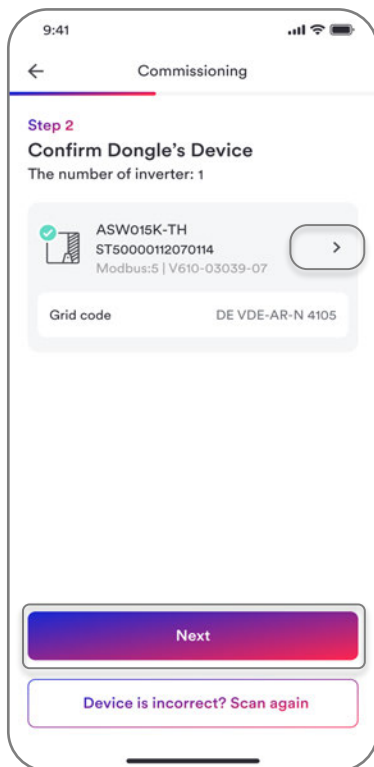 9:41
Commissioning
Step 2
Confirm Dongle's Device
The number of inverter: 1
ASW015K-TH
ST50000112070114
Modbus:5 | V610-03039-07
Grid code DE VDE-AR-N 4105
Next
Device is incorrect? Scan again